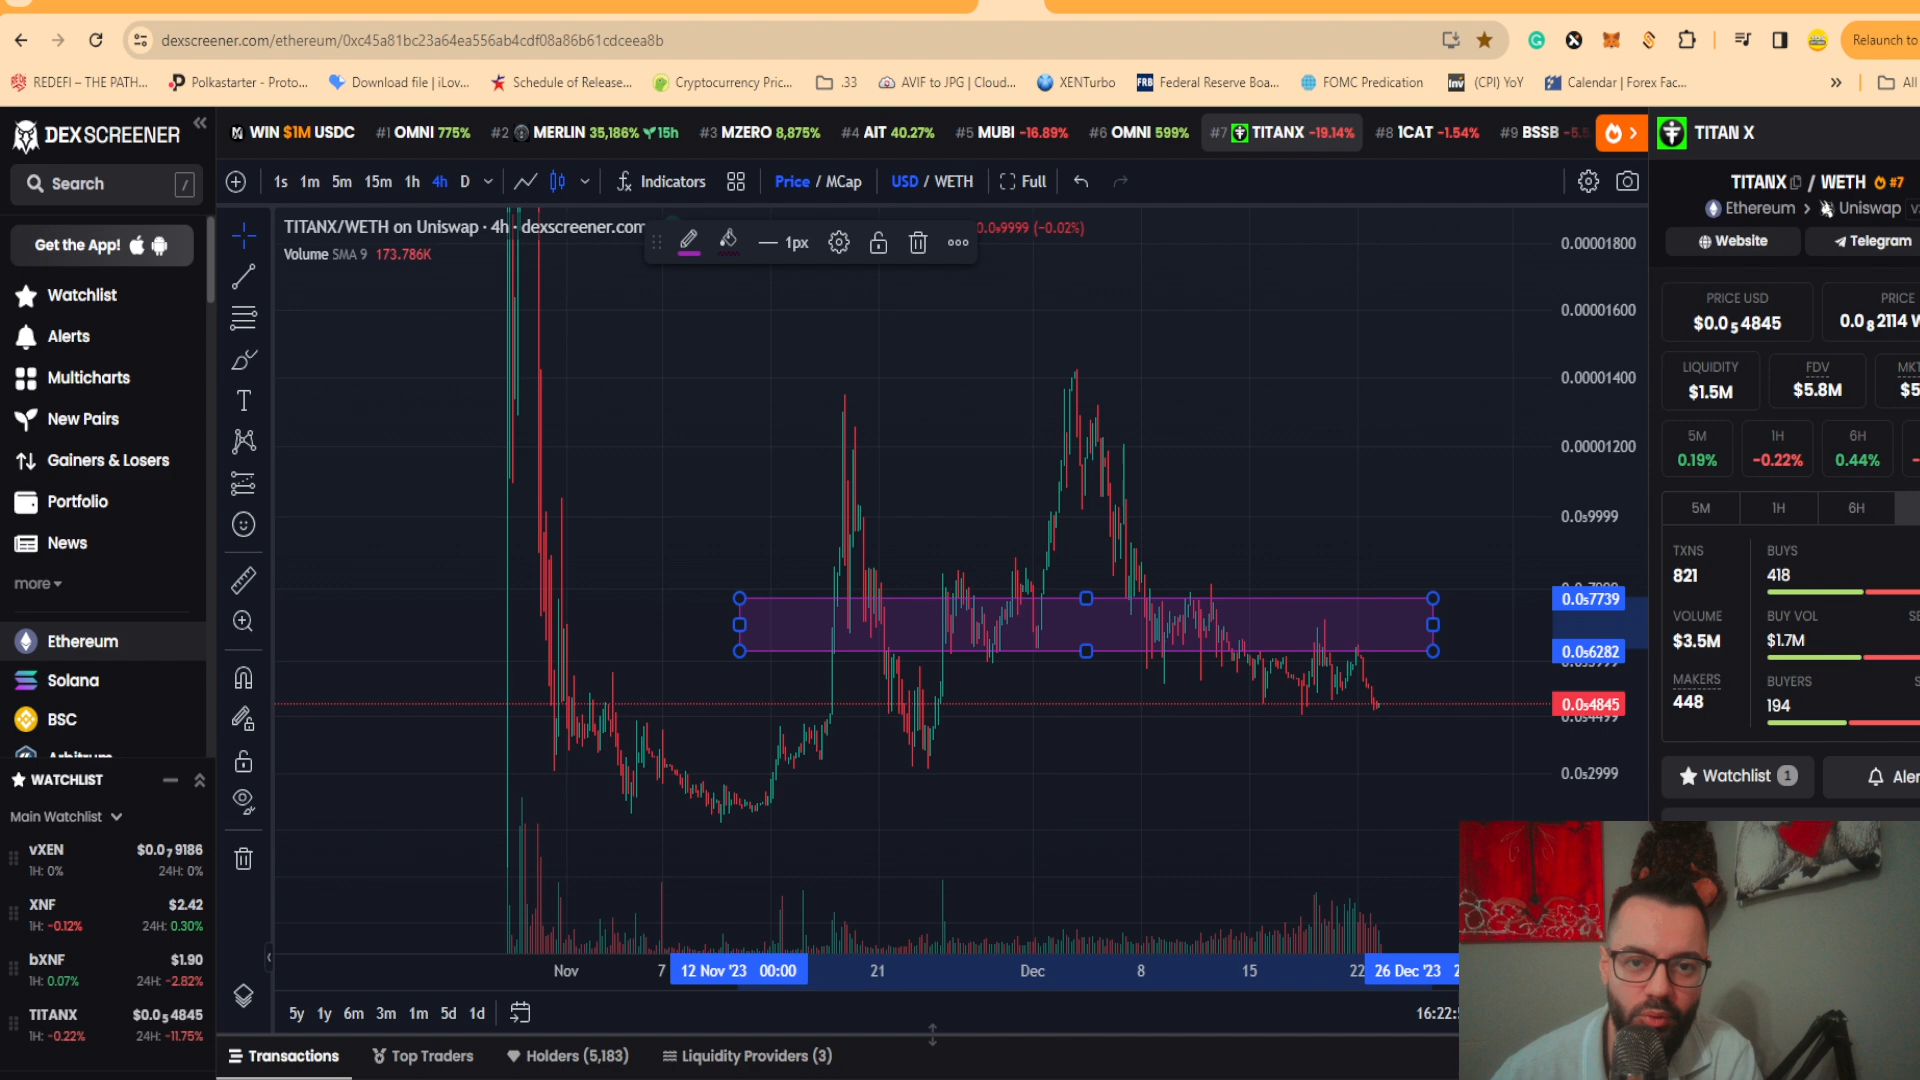 dexscreener.com/ethereum/0xc45a81bc23a64ea556ab4cdf08a86b61cdceea8b
Relaunch to
REDEFI – THE PATH...
Polkastarter - Proto...
Download file | iLov...
Schedule of Release...
Cryptocurrency Pric...
.33
AVIF to JPG | Cloud...
XENTurbo
FRB Federal Reserve Boa...
FOMC Predication
Inv (CPI) YoY
Calendar | Forex Fac...
All
DEX SCREENER
WIN $1M USDC
#1 OMNI 775%
#2 MERLIN 35,186% 15h
#3 MZERO 8,875%
#4 AIT 40.27%
#5 MUBI -16.89%
#6 OMNI 599%
#7 TITANX -19.14%
#8 1CAT -1.54%
#9 BSSB
TITAN X
Search /
1s 1m 5m 15m 1h 4h D
Indicators
Price / MCap
USD / WETH
Full
TITANX / WETH #7
Ethereum > Uniswap
Website
Telegram
Get the App!
Watchlist
Alerts
Multicharts
New Pairs
Gainers & Losers
Portfolio
News
more
Ethereum
Solana
BSC
Arbitrum
WATCHLIST
Main Watchlist
vXEN $0.0₇9186
1H: 0% 24H: 0%
XNF $2.42
1H: -0.12% 24H: 0.30%
bXNF $1.90
1H: 0.07% 24H: -2.82%
TITANX $0.0₅4845
1H: -0.22% 24H: -11.75%
TITANX/WETH on Uniswap · 4h · dexscreener.com
0.0₅9999 (-0.02%)
Volume SMA 9 173.786K
1px
0.00001800
0.00001600
0.00001400
0.00001200
0.0₅9999
0.0₅7739
0.0₅6282
0.0₅4845
0.0₅4499
0.0₅2999
Nov
7
12 Nov '23 00:00
21
Dec
8
15
22
26 Dec '23
5y 1y 6m 3m 1m 5d 1d
Transactions
Top Traders
Holders (5,183)
Liquidity Providers (3)
PRICE USD
$0.0₅4845
PRICE
0.0₈2114 W
LIQUIDITY
$1.5M
FDV
$5.8M
MKT
$5
5M
0.19%
1H
-0.22%
6H
0.44%
5M 1H 6H
TXNS
821
BUYS
418
VOLUME
$3.5M
BUY VOL
$1.7M
MAKERS
448
BUYERS
194
Watchlist 1